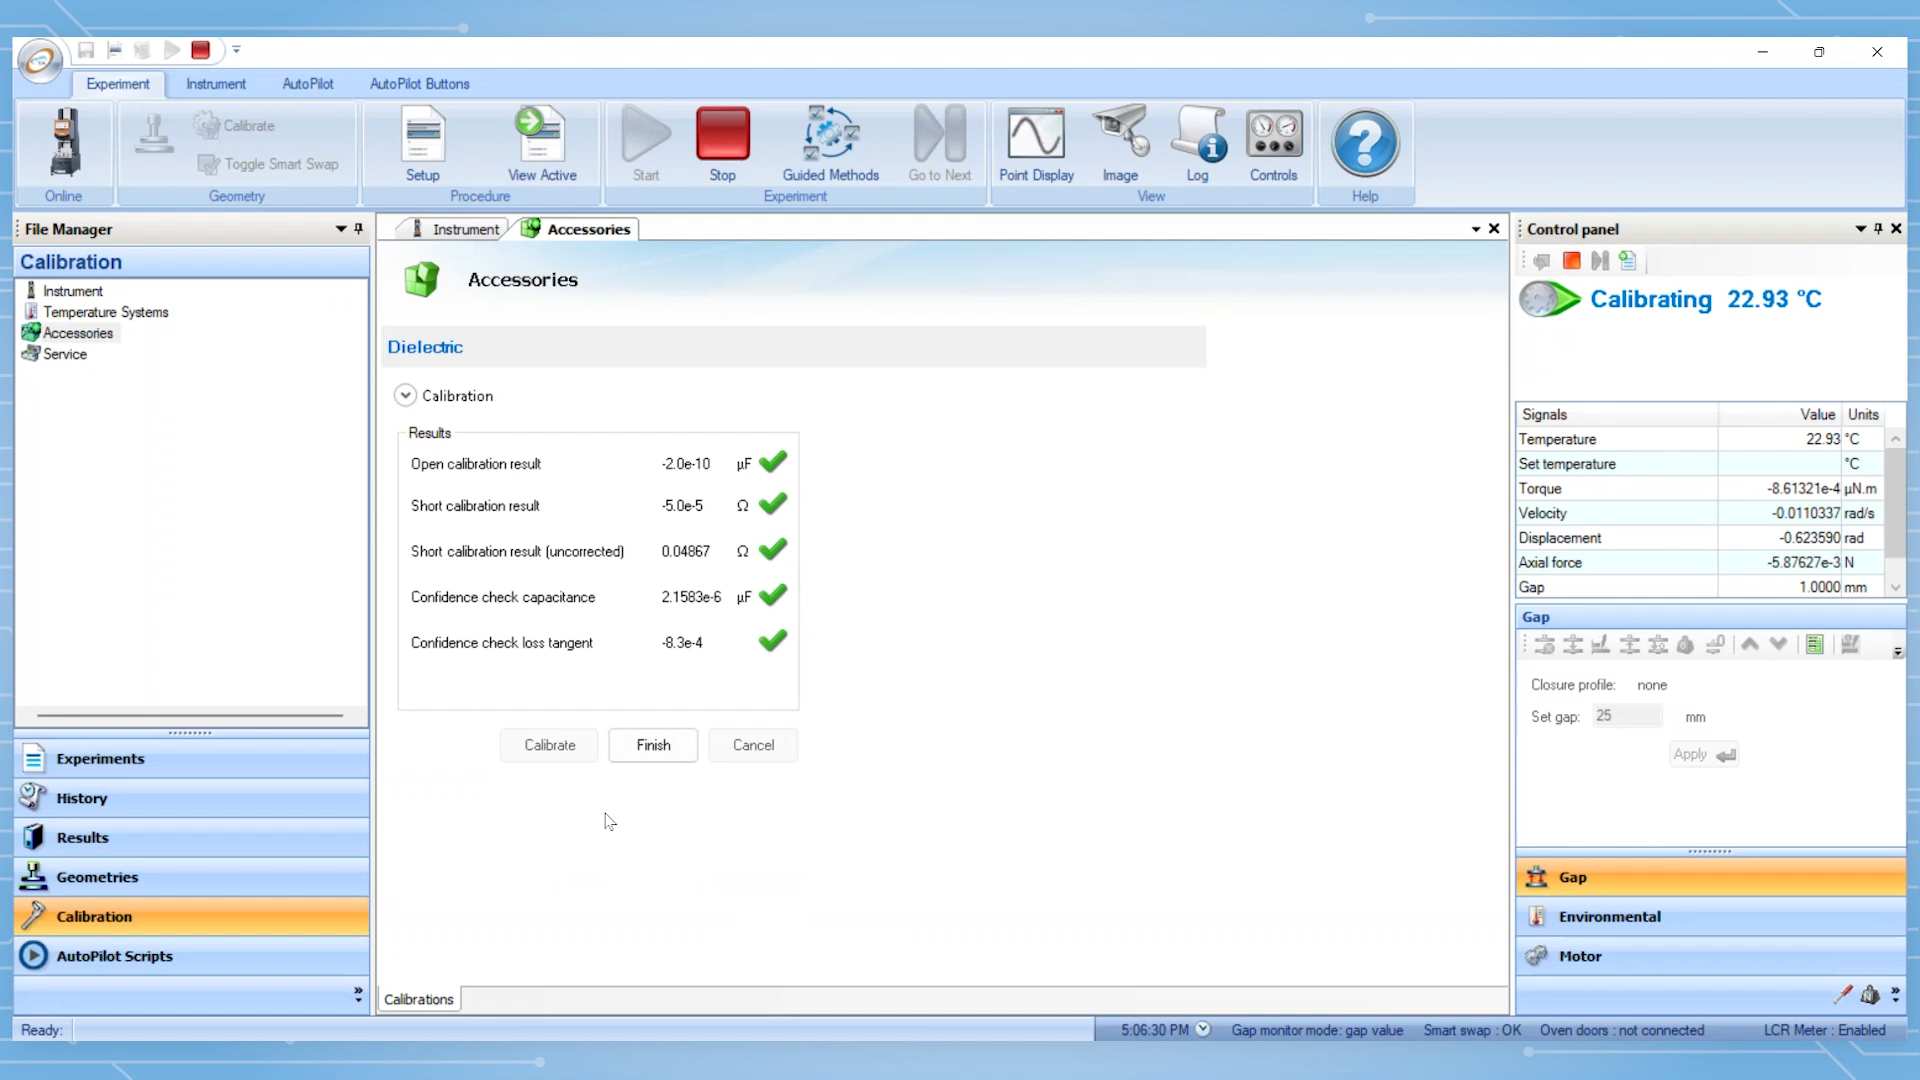 Experiment Instrument AutoPilot AutoPilot Buttons
Calibrate
Toggle Smart Swap
Setup View Active Start Stop Guided Methods Go to Next Point Display Image Log Controls
Online Geometry Procedure Experiment View Help
File Manager
Calibration
Instrument
Temperature Systems
Accessories
Service
Experiments
History
Results
Geometries
Calibration
AutoPilot Scripts
Instrument Accessories
Accessories
Dielectric
Calibration
Results
Open calibration result -2.0e-10 µF
Short calibration result -5.0e-5 Ω
Short calibration result (uncorrected) 0.04867 Ω
Confidence check capacitance 2.1583e-6 µF
Confidence check loss tangent -8.3e-4
Calibrate Finish Cancel
Calibrations
Control panel
Calibrating 22.93 °C
Signals Value Units
Temperature 22.93 °C
Set temperature °C
Torque -8.61321e-4 µN.m
Velocity -0.0110337 rad/s
Displacement -0.623590 rad
Axial force -5.87627e-3 N
Gap 1.0000 mm
Gap
Closure profile: none
Set gap: 25 mm
Apply
Gap
Environmental
Motor
Ready: 5:06:30 PM Gap monitor mode: gap value Smart swap : OK Oven doors : not connected LCR Meter : Enabled